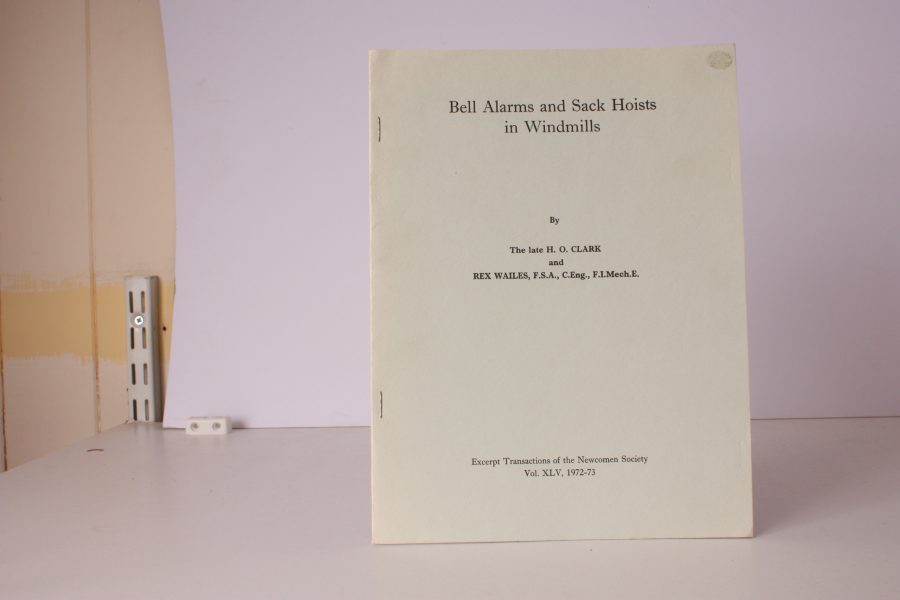 Bell Alarms and Sack Hoists
in Windmills
By
The late H. O. CLARK
and
REX WAILES, F.S.A., C.Eng., F.I.Mech.E.
Excerpt Transactions of the Newcomen Society
Vol. XLV, 1972-73